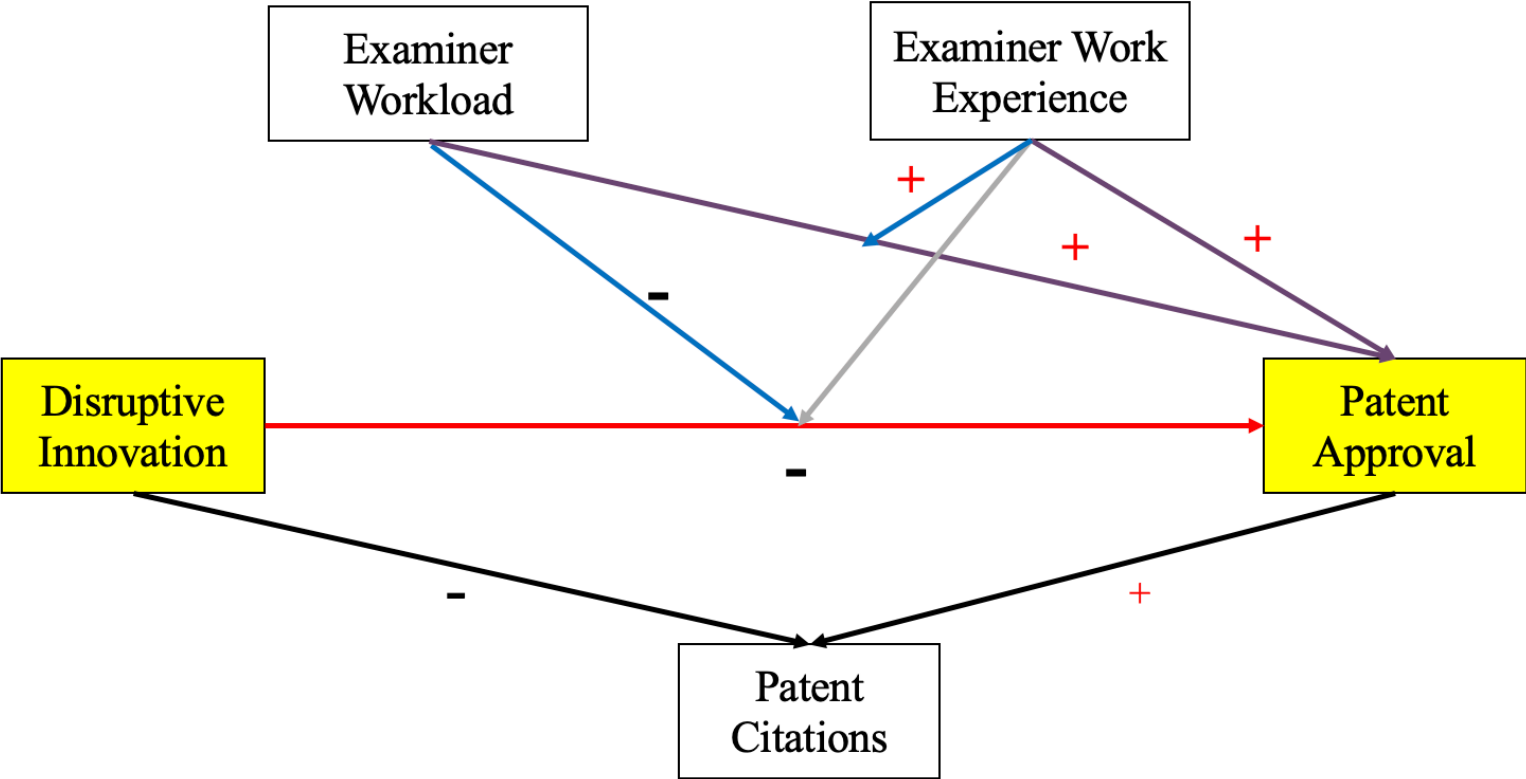 Examiner
Workload
Examiner Work
Experience
+
+
+
-
Disruptive
Innovation
Patent
Approval
-
-
+
Patent
Citations